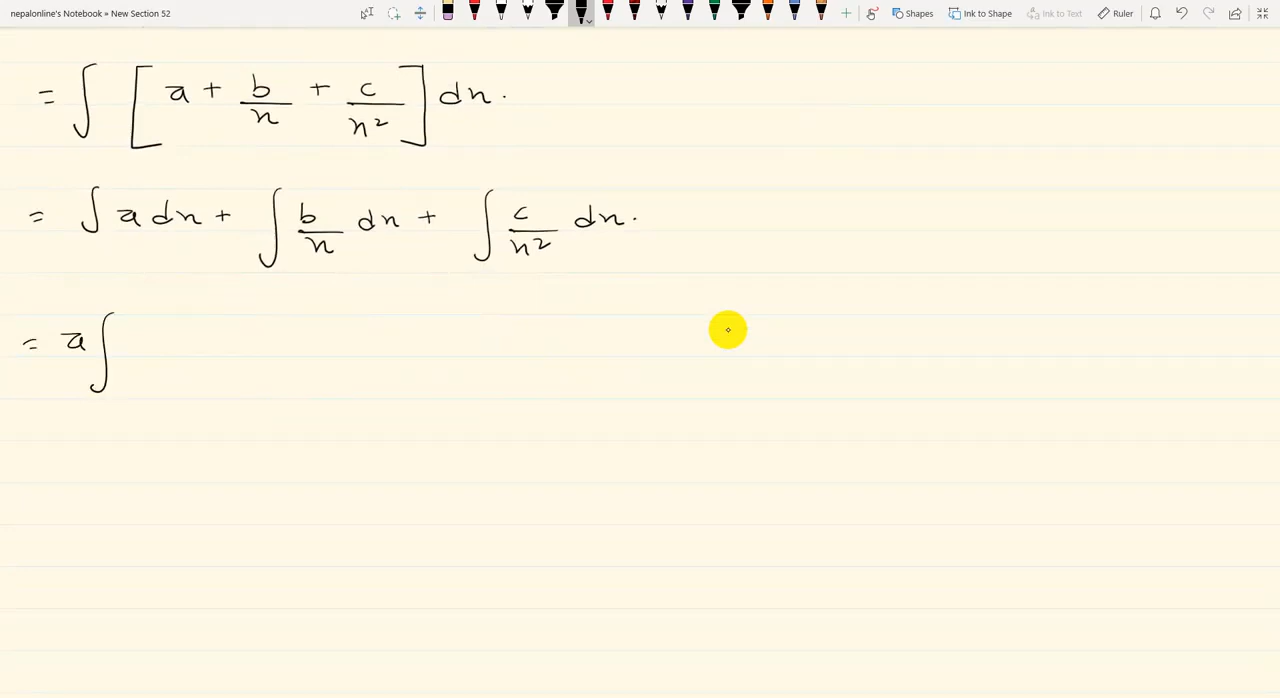 nepalonline's Notebook » New Section 52
Shapes
Ink to Shape
Ink to Text
Ruler
= ∫ [a + b/x + c/x²] dx.
= ∫ a dx + ∫ b/x dx + ∫ c/x² dx.
= a ∫